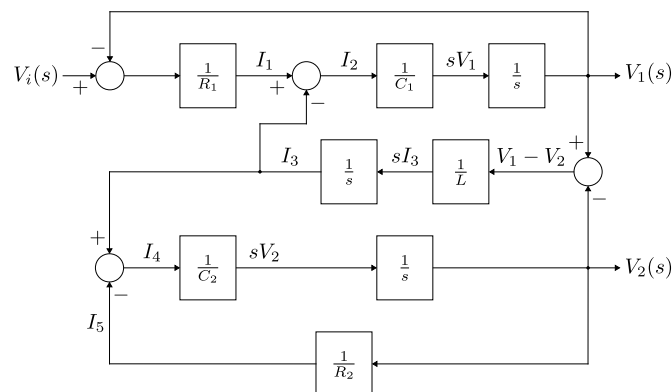 −
V_i(s) + 1/R_1 I_1 + − I_2 1/C_1 sV_1 1/s V_1(s)
I_3 1/s sI_3 1/L V_1 − V_2 + −
+ − I_4 1/C_2 sV_2 1/s V_2(s)
I_5 1/R_2